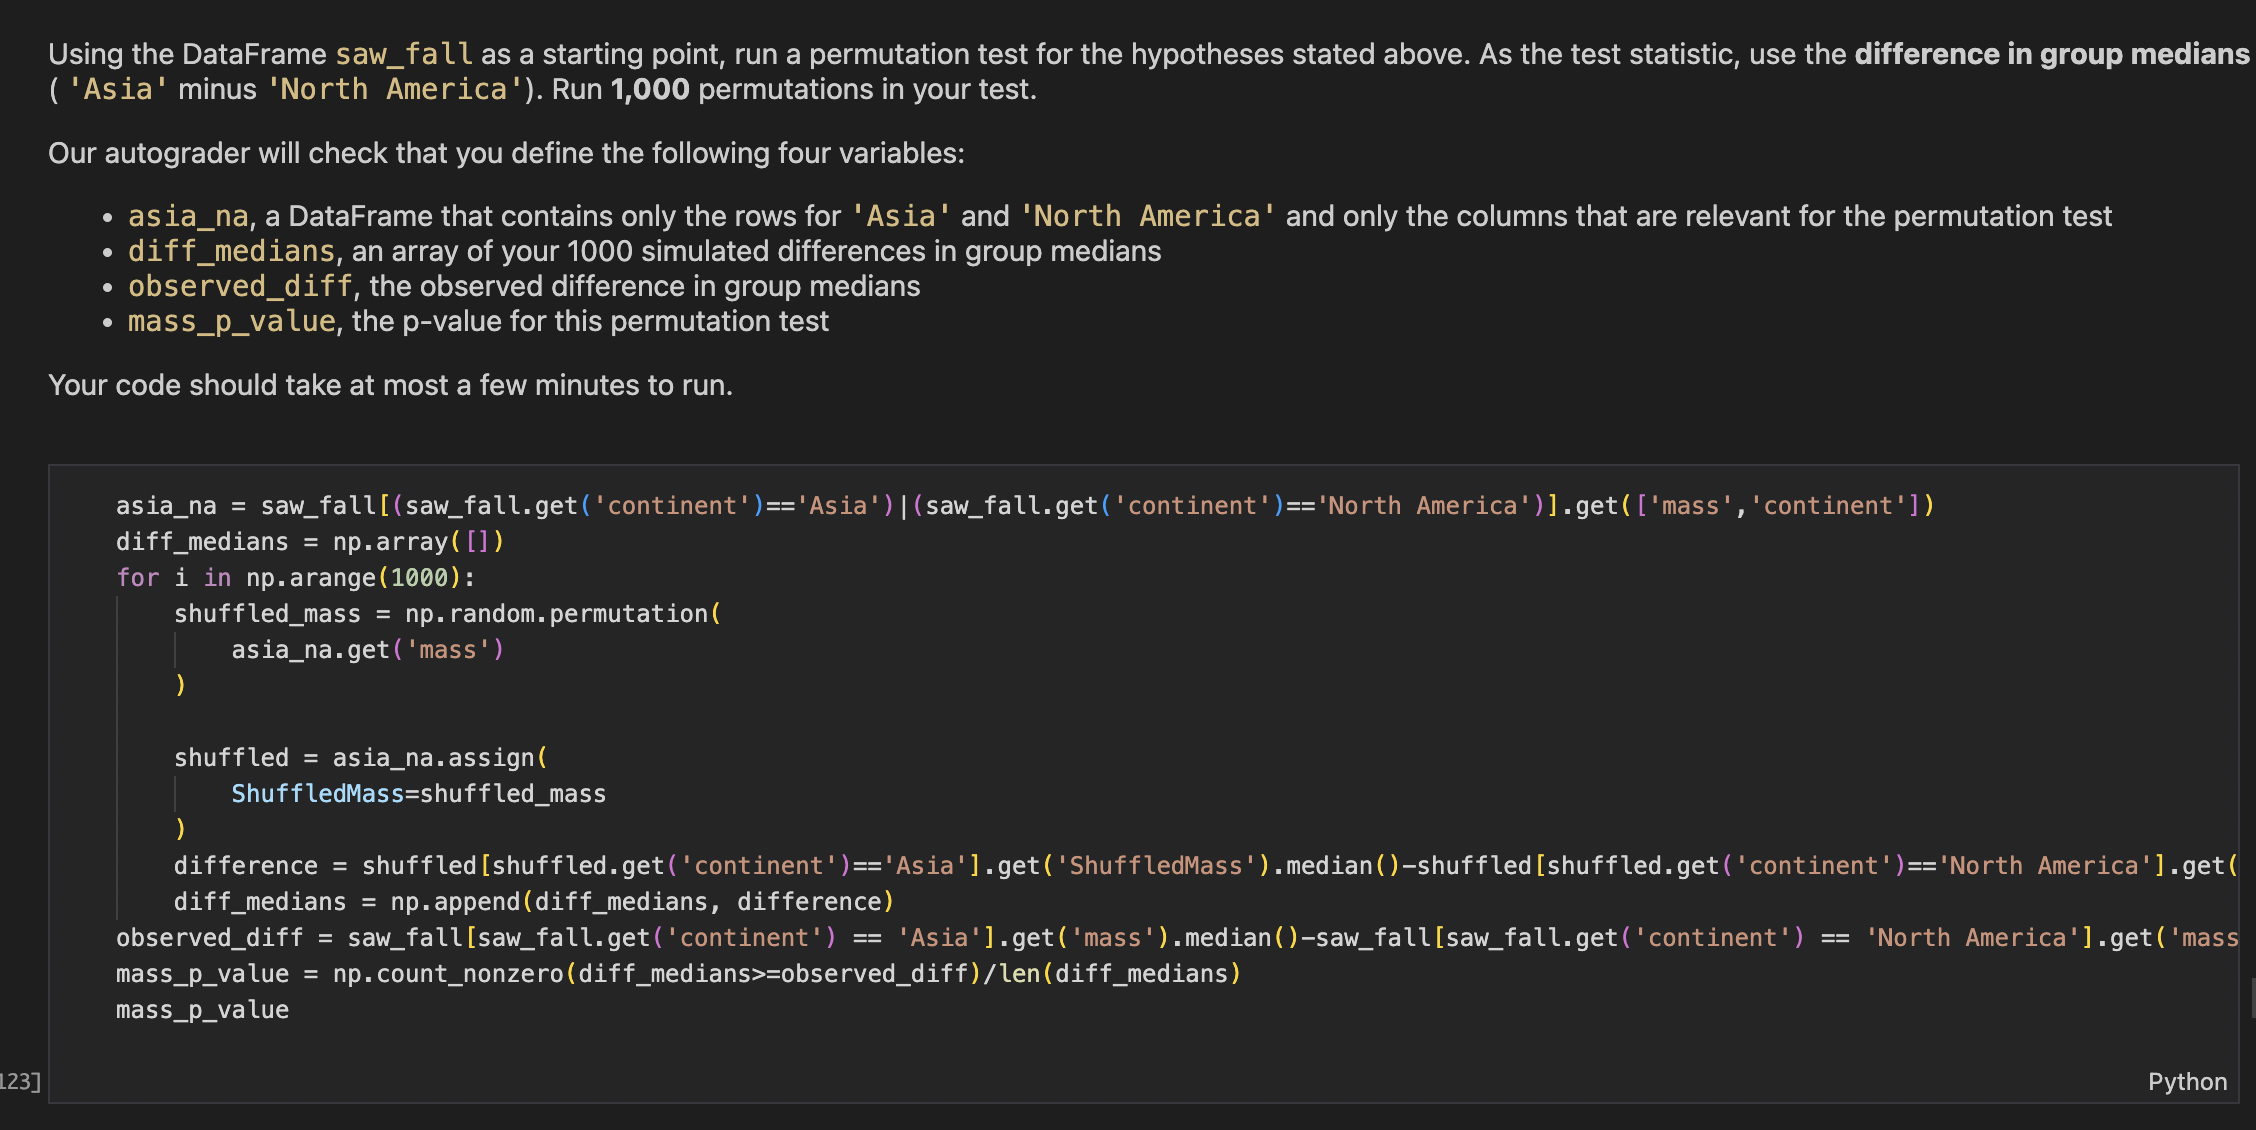 Using the DataFrame saw_fall as a starting point, run a permutation test for the hypotheses stated above. As the test statistic, use the difference in group medians
( 'Asia' minus 'North America'). Run 1,000 permutations in your test.
Our autograder will check that you define the following four variables:
• asia_na, a DataFrame that contains only the rows for 'Asia' and 'North America' and only the columns that are relevant for the permutation test
• diff_medians, an array of your 1000 simulated differences in group medians
• observed_diff, the observed difference in group medians
• mass_p_value, the p-value for this permutation test
Your code should take at most a few minutes to run.
asia_na = saw_fall[(saw_fall.get('continent')=='Asia')|(saw_fall.get('continent')=='North America')].get(['mass','continent'])
diff_medians = np.array([])
for i in np.arange(1000):
    shuffled_mass = np.random.permutation(
        asia_na.get('mass')
    )
    shuffled = asia_na.assign(
        ShuffledMass=shuffled_mass
    )
    difference = shuffled[shuffled.get('continent')=='Asia'].get('ShuffledMass').median()-shuffled[shuffled.get('continent')=='North America'].get(
    diff_medians = np.append(diff_medians, difference)
observed_diff = saw_fall[saw_fall.get('continent') == 'Asia'].get('mass').median()-saw_fall[saw_fall.get('continent') == 'North America'].get('mass
mass_p_value = np.count_nonzero(diff_medians>=observed_diff)/len(diff_medians)
mass_p_value
123]
Python